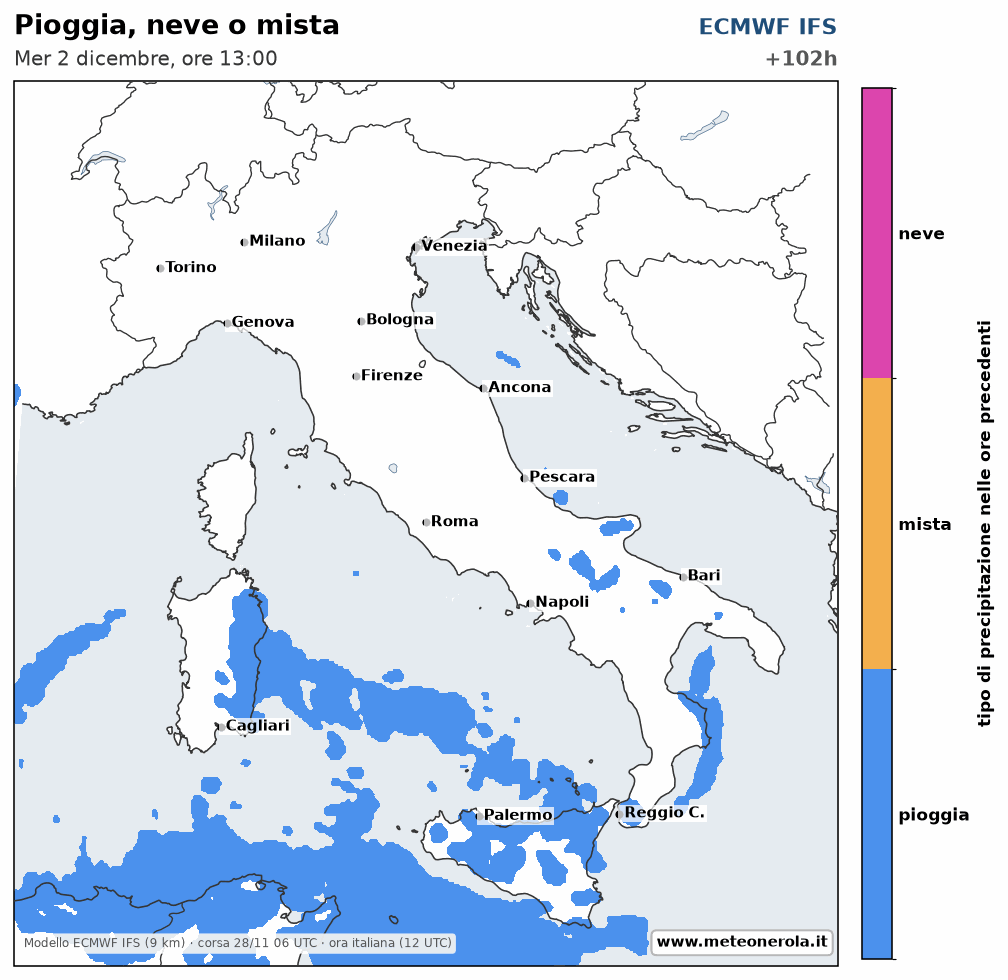 Pioggia, neve o mista
ECMWF IFS
Mer 2 dicembre, ore 13:00
+102h
Milano
Venezia
Torino
Genova
Bologna
Firenze
Ancona
Pescara
Roma
Bari
Napoli
Cagliari
Palermo
Reggio C.
neve
mista
pioggia
tipo di precipitazione nelle ore precedenti
Modello ECMWF IFS (9 km) · corsa 28/11 06 UTC · ora italiana (12 UTC)
www.meteonerola.it